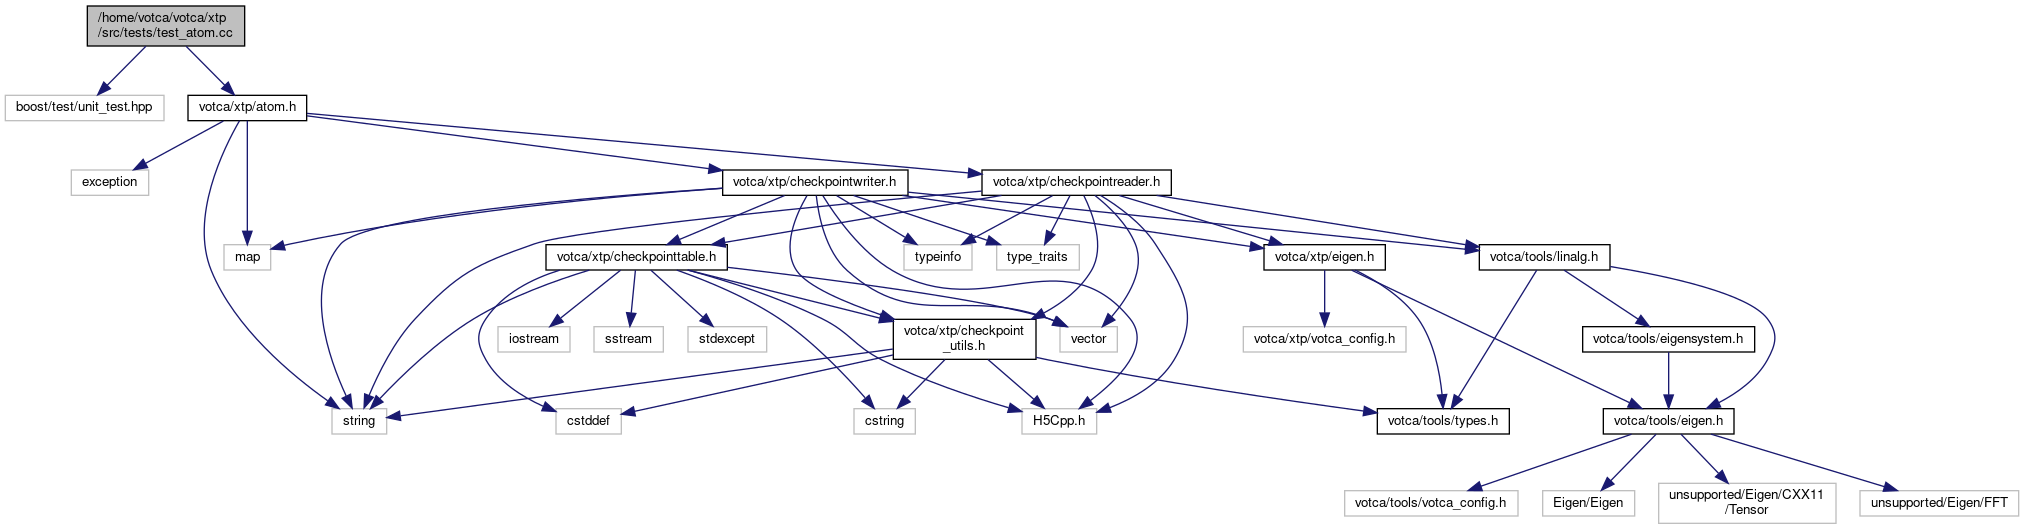 /home/votca/votca/xtp
/src/tests/test_atom.cc
boost/test/unit_test.hpp
votca/xtp/atom.h
exception
votca/xtp/checkpointwriter.h
votca/xtp/checkpointreader.h
map
votca/xtp/checkpointtable.h
typeinfo
type_traits
votca/xtp/eigen.h
votca/tools/linalg.h
iostream
sstream
stdexcept
votca/xtp/checkpoint
_utils.h
vector
votca/xtp/votca_config.h
votca/tools/eigensystem.h
string
cstddef
cstring
H5Cpp.h
votca/tools/types.h
votca/tools/eigen.h
votca/tools/votca_config.h
Eigen/Eigen
unsupported/Eigen/CXX11
/Tensor
unsupported/Eigen/FFT